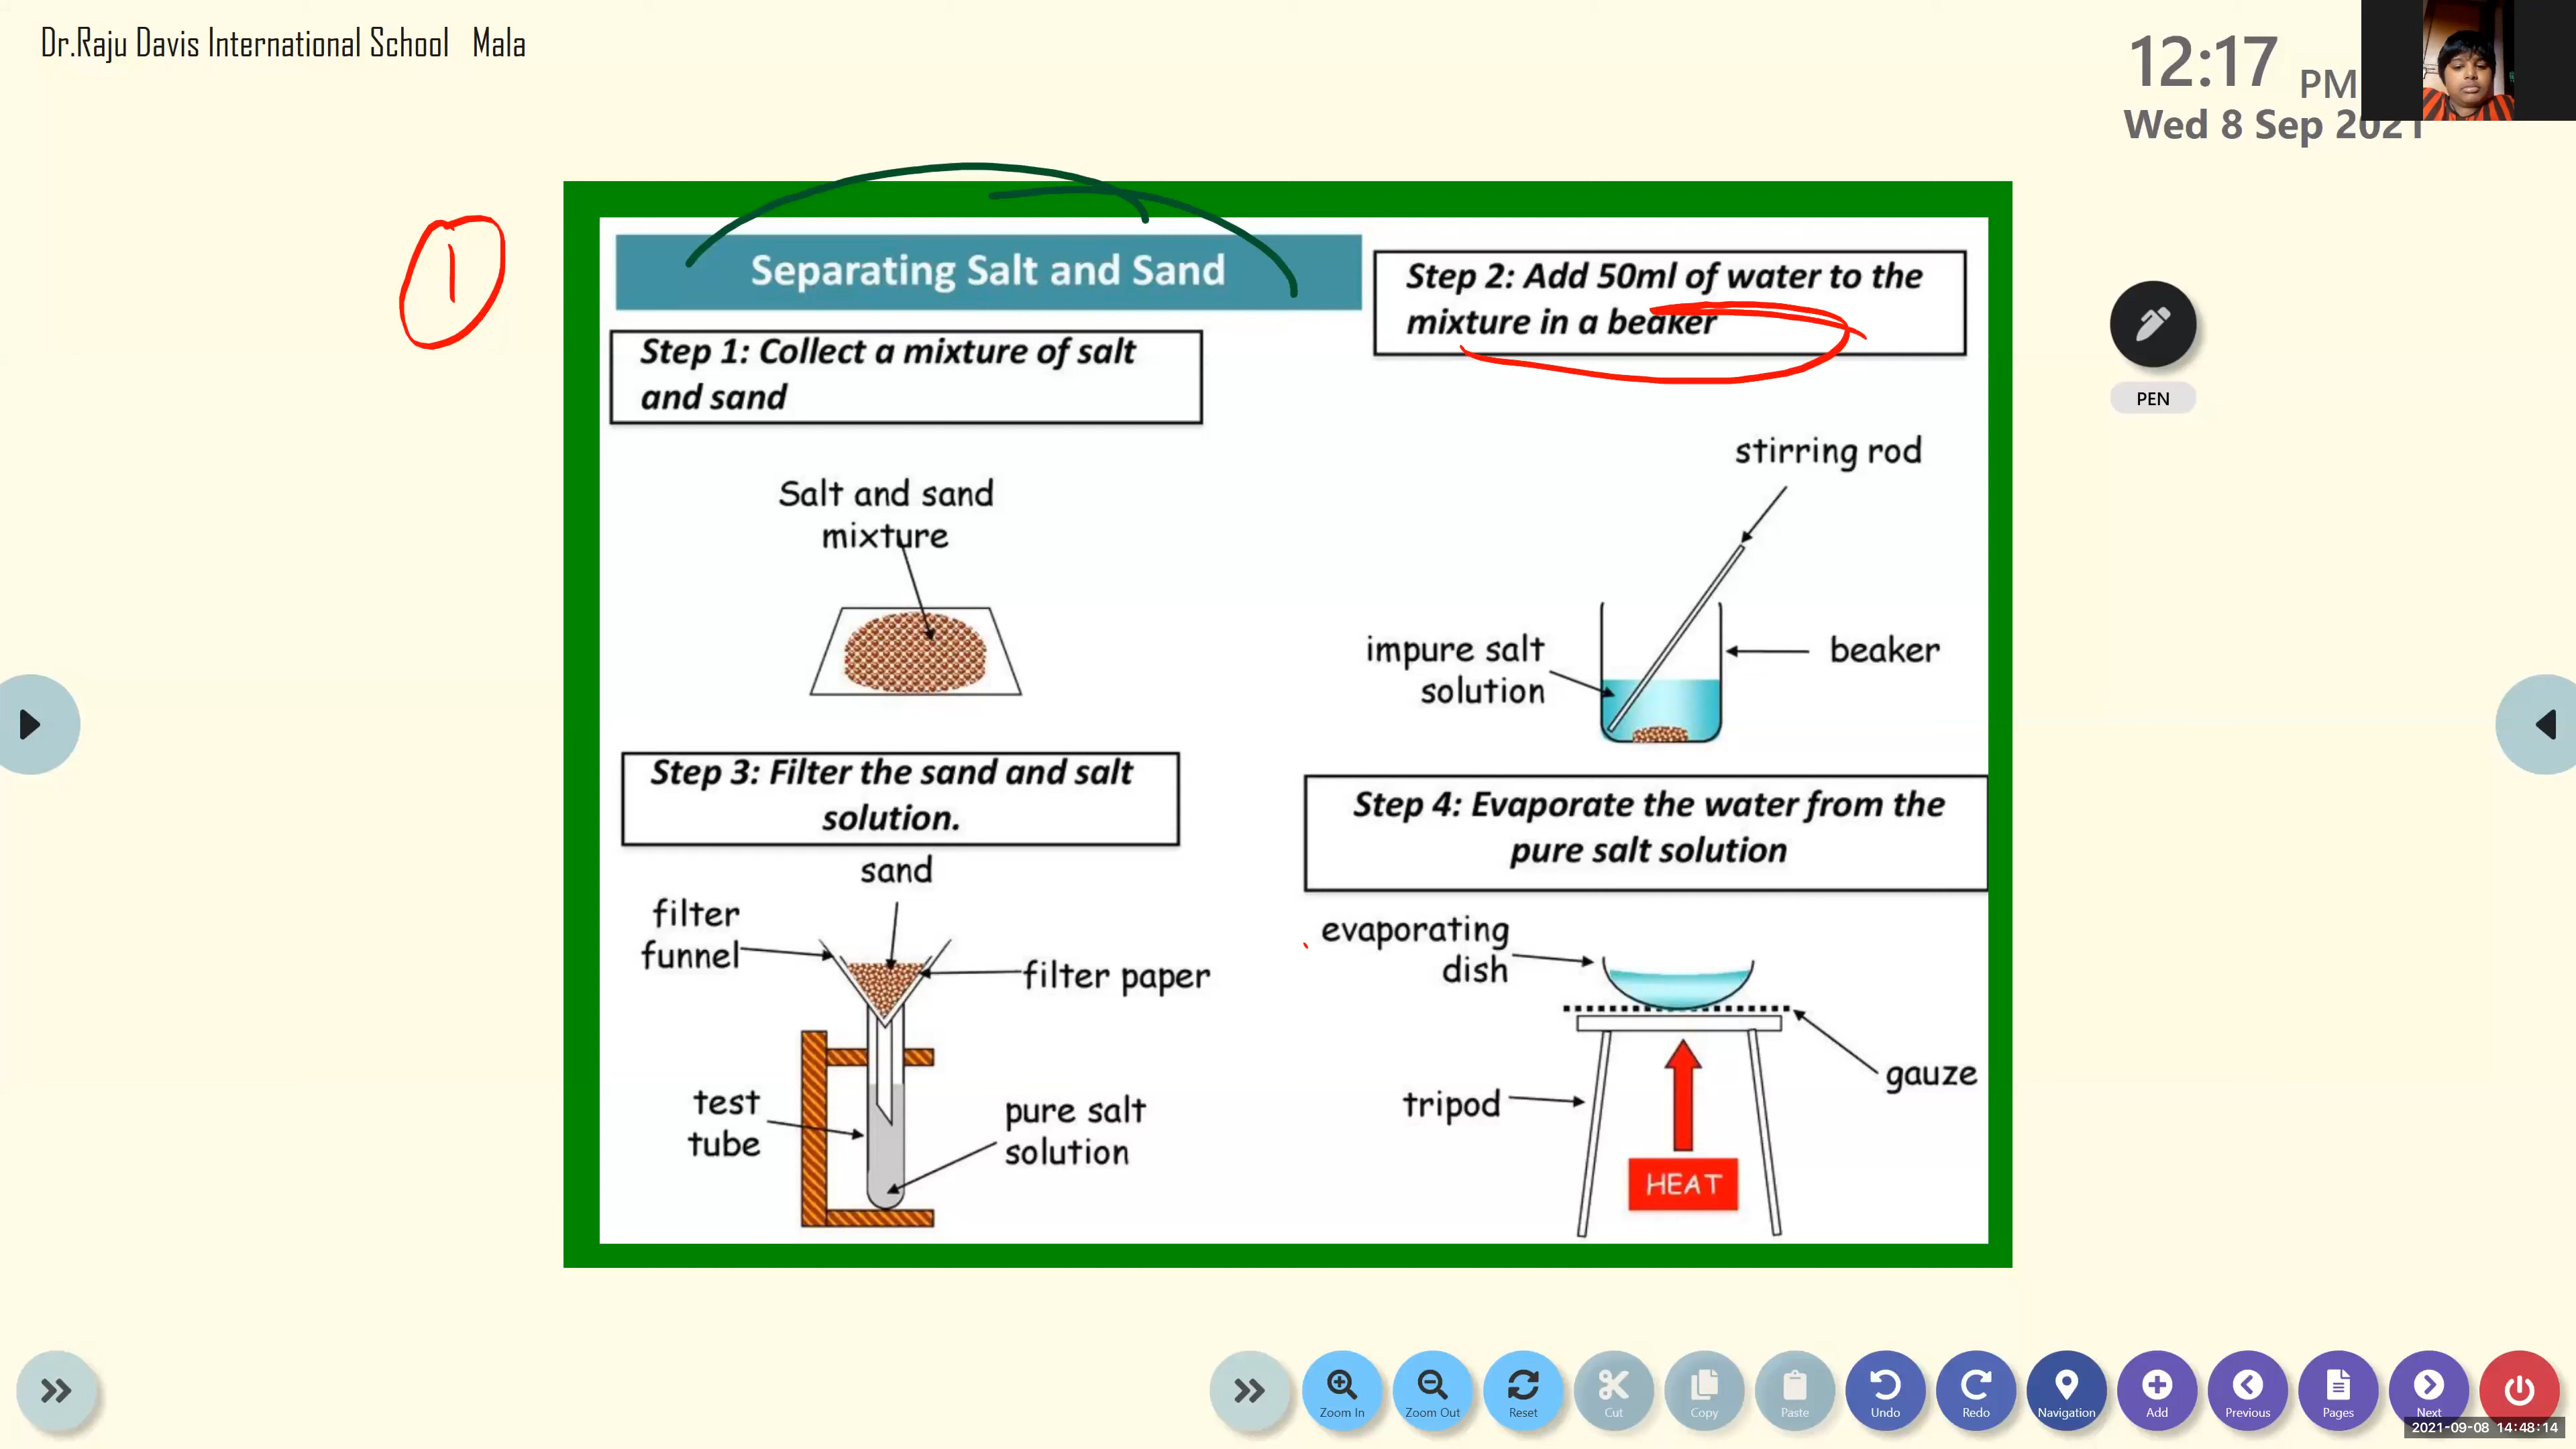 Dr.Raju Davis International School Mala
12:17 PM
Wed 8 Sep 2021
1
Separating Salt and Sand
Step 1: Collect a mixture of salt
and sand
Salt and sand
mixture
Step 2: Add 50ml of water to the
mixture in a beaker
stirring rod
impure salt
solution
beaker
Step 3: Filter the sand and salt
solution.
sand
filter
funnel
filter paper
test
tube
pure salt
solution
Step 4: Evaporate the water from the
pure salt solution
evaporating
dish
gauze
tripod
HEAT
PEN
Zoom In
Zoom Out
Reset
Cut
Copy
Paste
Undo
Redo
Navigation
Add
Previous
Pages
Next
2021-09-08 14:48:14